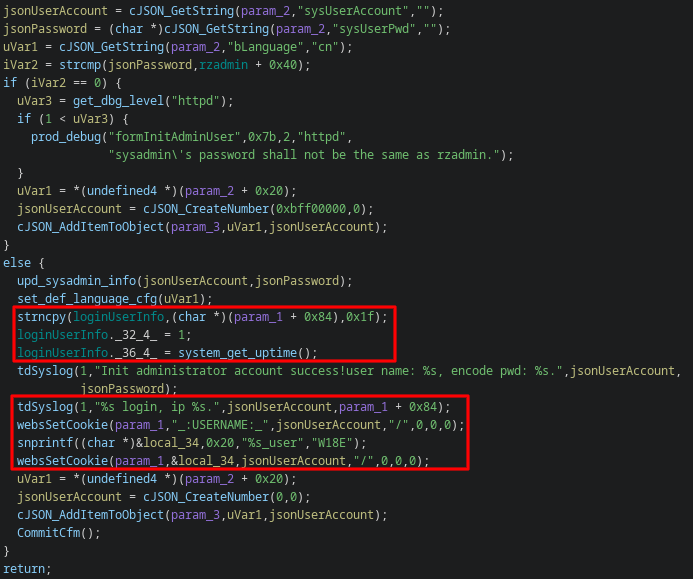 jsonUserAccount = cJSON_GetString(param_2,"sysUserAccount","");
jsonPassword = (char *)cJSON_GetString(param_2,"sysUserPwd","");
uVar1 = cJSON_GetString(param_2,"bLanguage","cn");
iVar2 = strcmp(jsonPassword,rzadmin + 0x40);
if (iVar2 == 0) {
  uVar3 = get_dbg_level("httpd");
  if (1 < uVar3) {
    prod_debug("formInitAdminUser",0x7b,2,"httpd",
               "sysadmin\'s password shall not be the same as rzadmin.");
  }
  uVar1 = *(undefined4 *)(param_2 + 0x20);
  jsonUserAccount = cJSON_CreateNumber(0xbff00000,0);
  cJSON_AddItemToObject(param_3,uVar1,jsonUserAccount);
}
else {
  upd_sysadmin_info(jsonUserAccount,jsonPassword);
  set_def_language_cfg(uVar1);
  strncpy(loginUserInfo,(char *)(param_1 + 0x84),0x1f);
  loginUserInfo._32_4_ = 1;
  loginUserInfo._36_4_ = system_get_uptime();
  tdSyslog(1,"Init administrator account success!user name: %s, encode pwd: %s.",jsonUserAccount,
           jsonPassword);
  tdSyslog(1,"%s login, ip %s.",jsonUserAccount,param_1 + 0x84);
  websSetCookie(param_1,"_:USERNAME:_",jsonUserAccount,"/",0,0,0);
  snprintf((char *)&local_34,0x20,"%s_user","W18E");
  websSetCookie(param_1,&local_34,jsonUserAccount,"/",0,0,0);
  uVar1 = *(undefined4 *)(param_2 + 0x20);
  jsonUserAccount = cJSON_CreateNumber(0,0);
  cJSON_AddItemToObject(param_3,uVar1,jsonUserAccount);
  CommitCfm();
}
return;